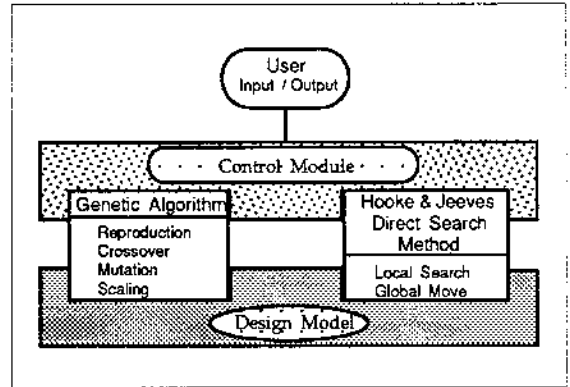 User
Input / Output
Control Module
Genetic Algorithm
Reproduction
Crossover
Mutation
Scaling
Hooke & Jeeves
Direct Search
Method
Local Search
Global Move
Design Model